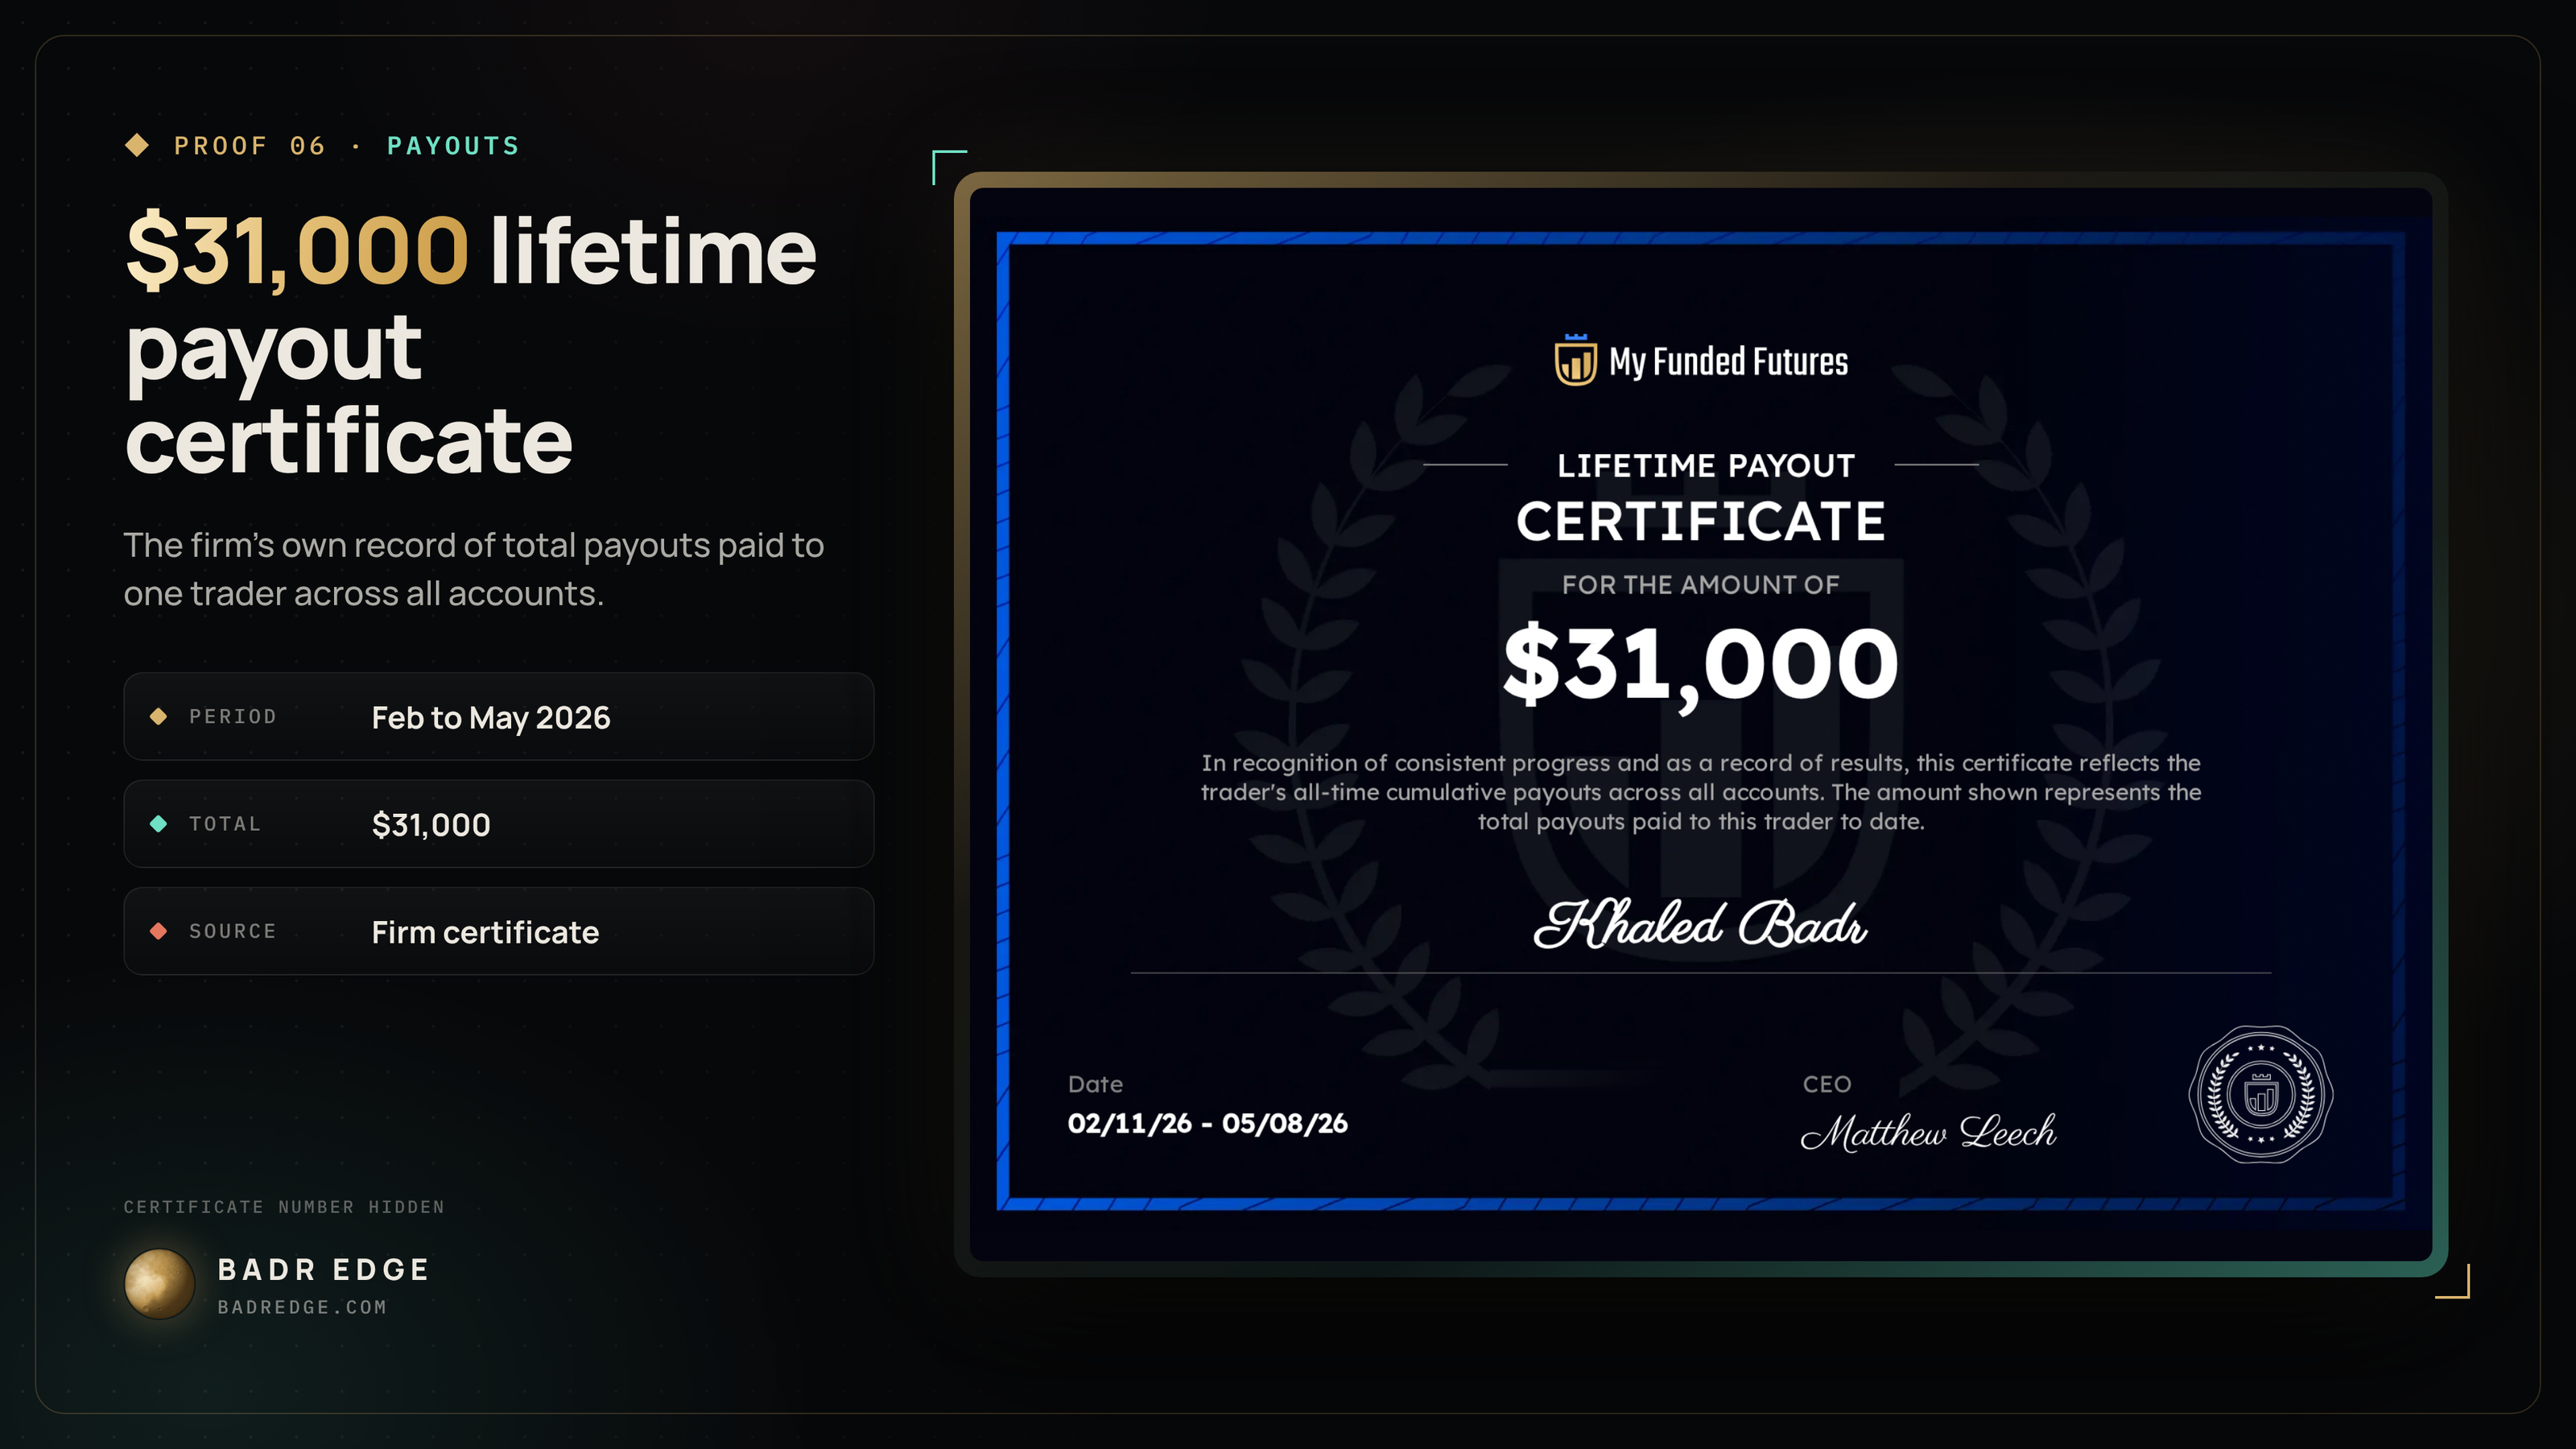 PROOF 06 · PAYOUTS
$31,000 lifetime
payout
certificate
The firm's own record of total payouts paid to
one trader across all accounts.
PERIOD Feb to May 2026
TOTAL $31,000
SOURCE Firm certificate
CERTIFICATE NUMBER HIDDEN
BADR EDGE
BADREDGE.COM
My Funded Futures
LIFETIME PAYOUT
CERTIFICATE
FOR THE AMOUNT OF
$31,000
In recognition of consistent progress and as a record of results, this certificate reflects the
trader's all-time cumulative payouts across all accounts. The amount shown represents the
total payouts paid to this trader to date.
Khaled Badr
Date
02/11/26 - 05/08/26
CEO
Matthew Leech